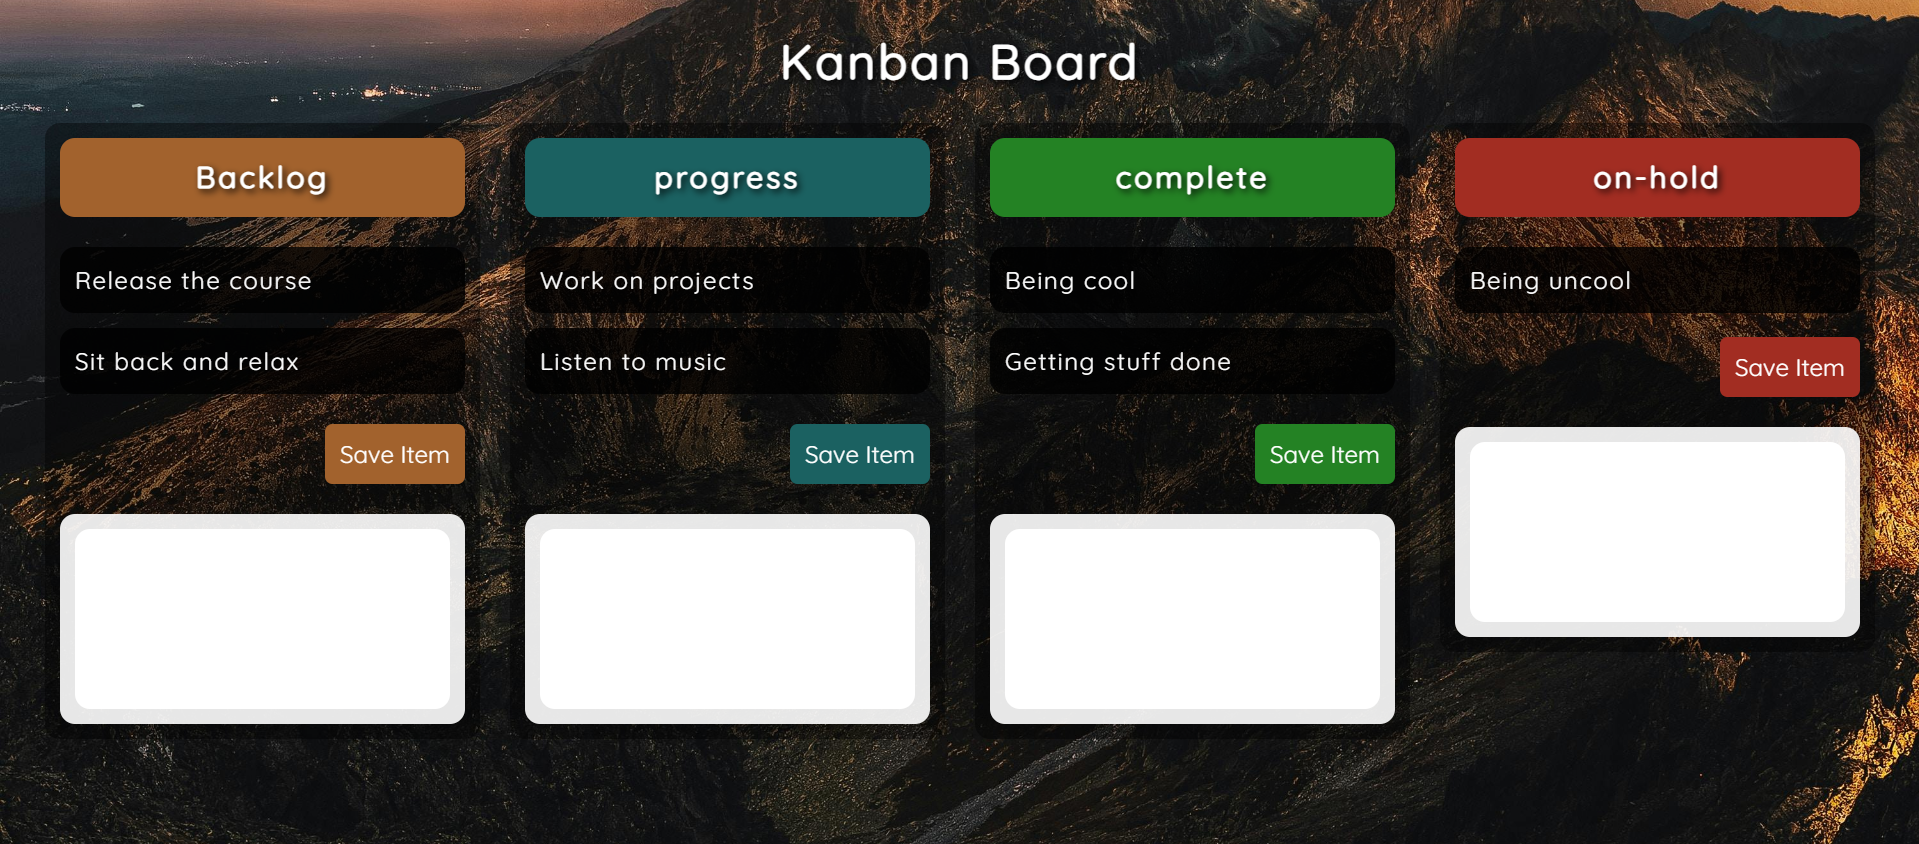 Kanban Board
Backlog
Release the course
Sit back and relax
Save Item
progress
Work on projects
Listen to music
Save Item
complete
Being cool
Getting stuff done
Save Item
on-hold
Being uncool
Save Item